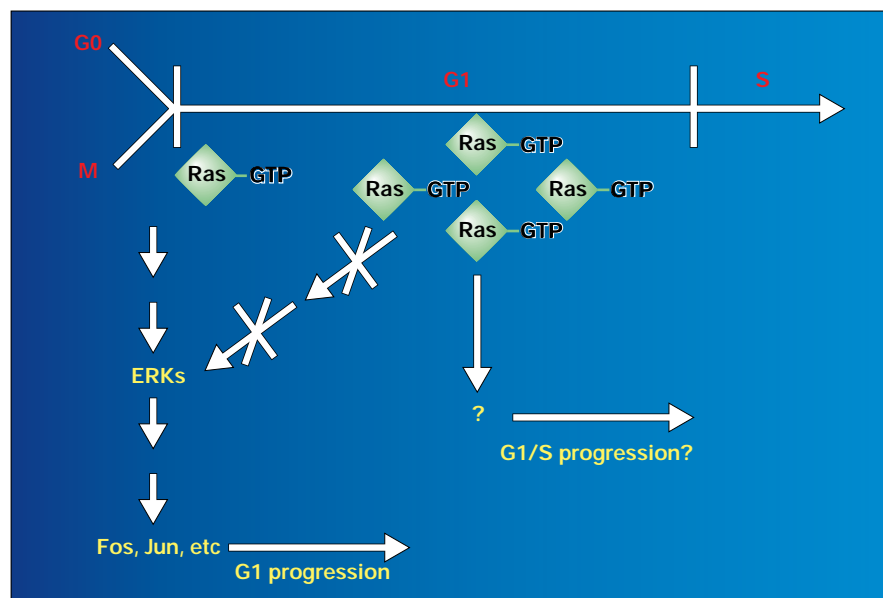 G0
G1
S
M
Ras GTP
Ras GTP
Ras GTP
Ras GTP
Ras GTP
ERKs
?
G1/S progression?
Fos, Jun, etc
G1 progression